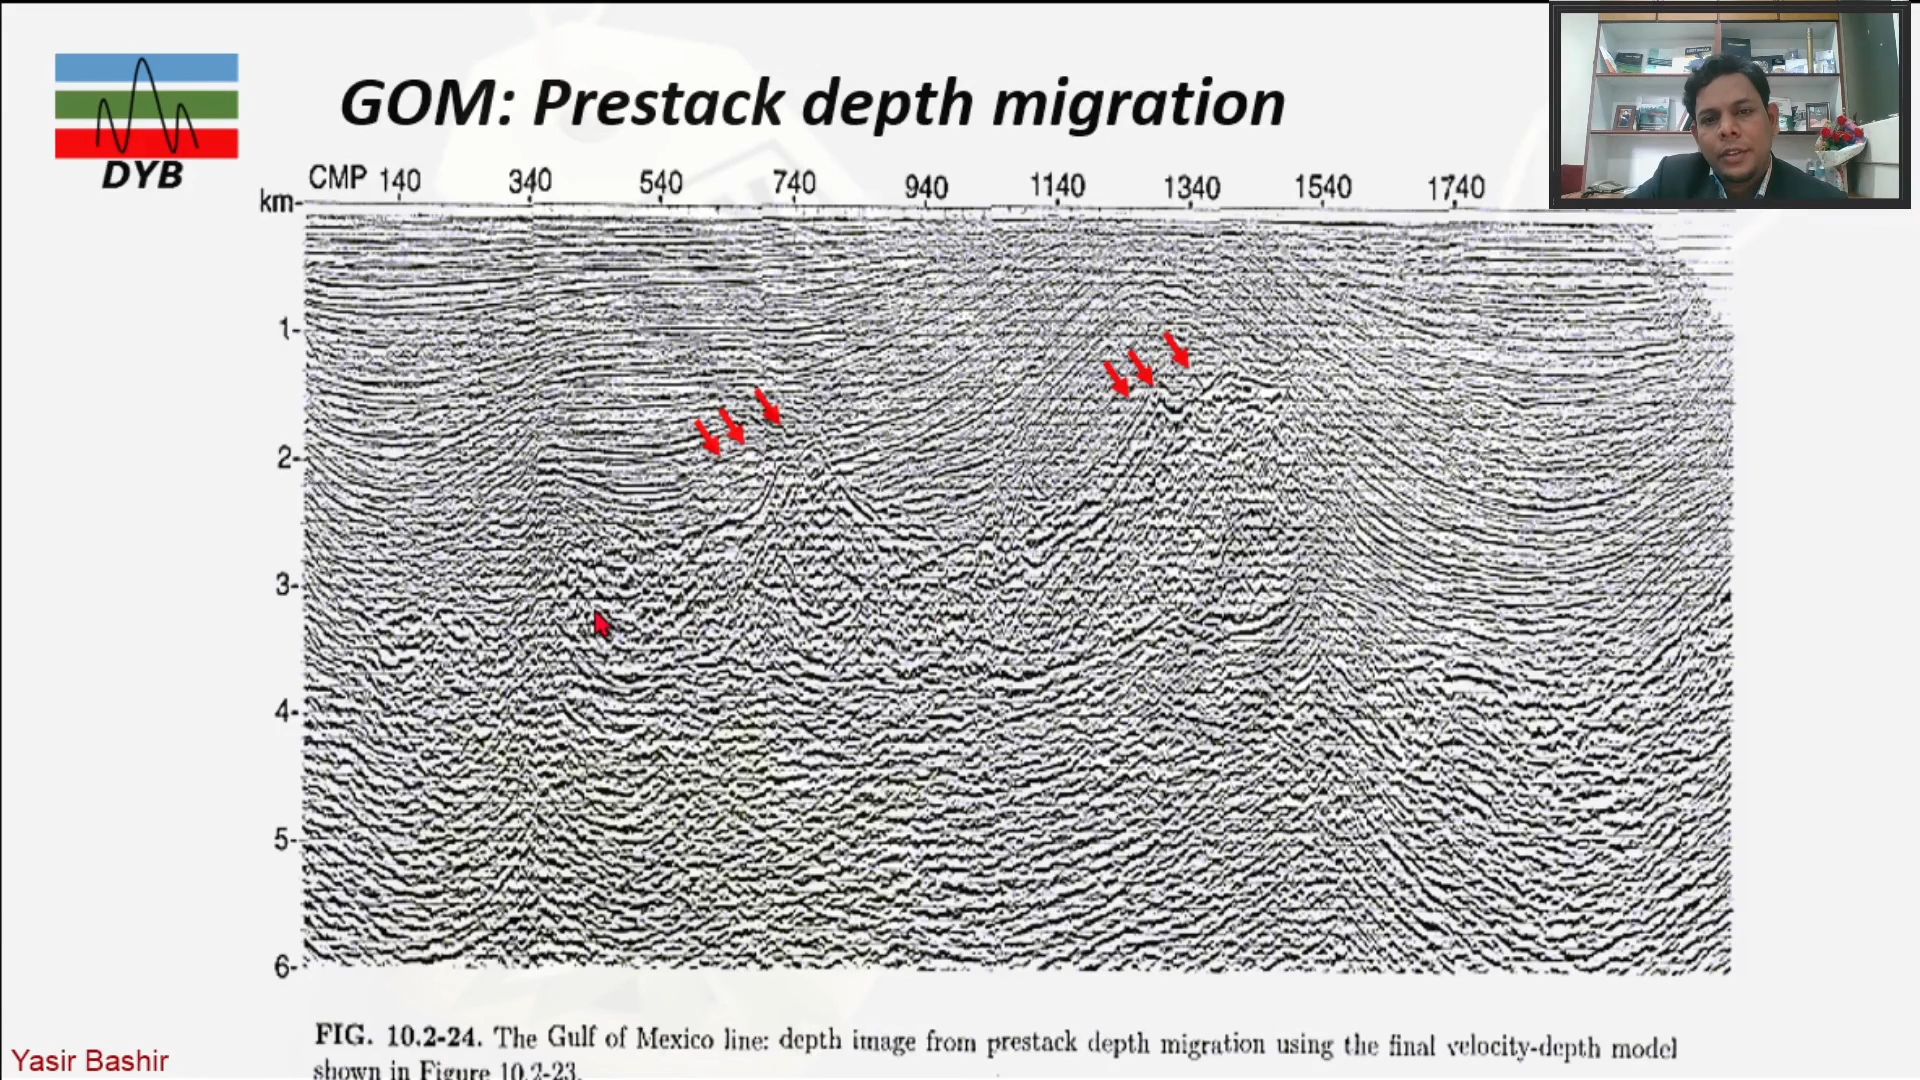 GOM: Prestack depth migration
DYB
CMP 140 340 540 740 940 1140 1340 1540 1740
km
1
2
3
4
5
6
FIG. 10.2-24. The Gulf of Mexico line: depth image from prestack depth migration using the final velocity-depth model
shown in Figure 10.2-23.
Yasir Bashir